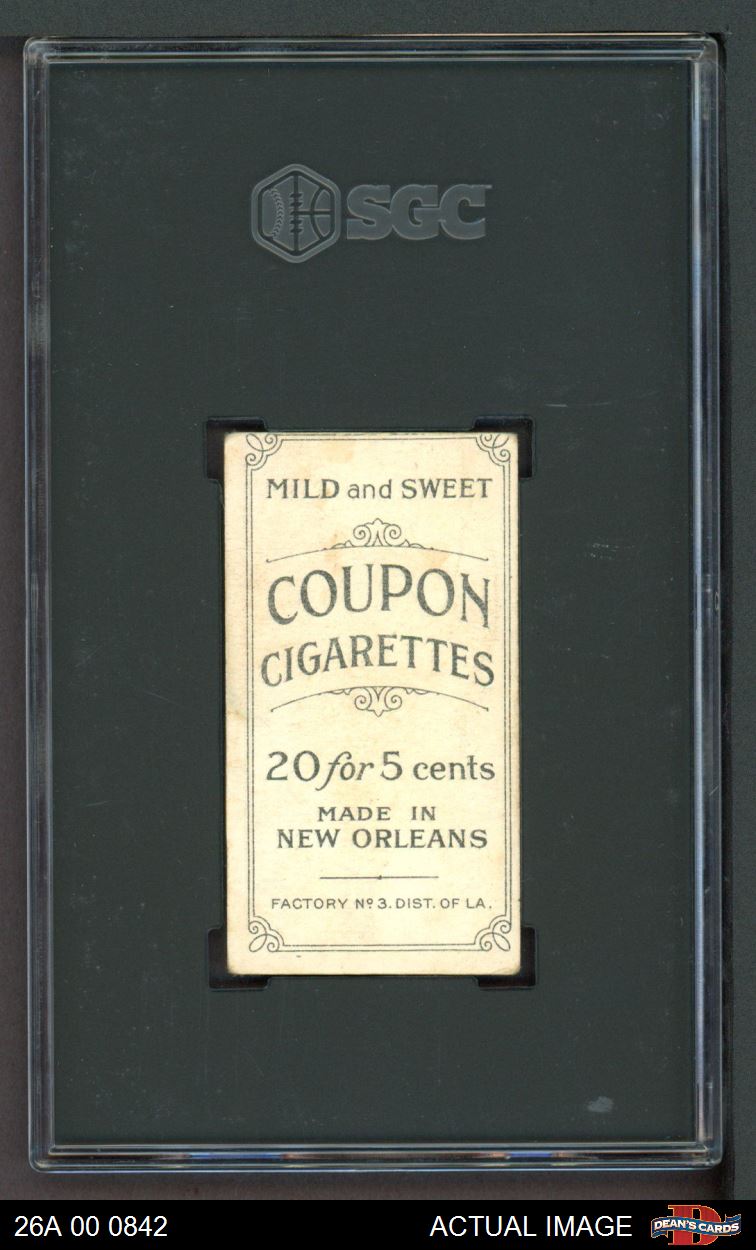 SGC
MILD and SWEET
COUPON
CIGARETTES
20 for 5 cents
MADE IN
NEW ORLEANS
FACTORY Nº 3. DIST. OF LA.
26A 00 0842 ACTUAL IMAGE D DEAN'S CARDS